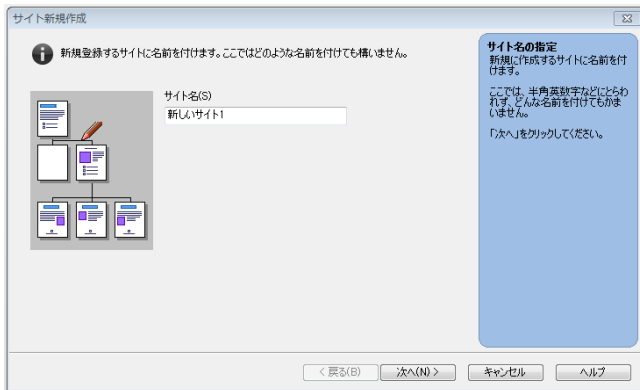 サイト新規作成
新規登録するサイトに名前を付けます。ここではどのような名前を付けても構いません。
サイト名(S)
新しいサイト1
サイト名の指定
新規に作成するサイトに名前を付
けます。
ここでは、半角英数字などにとらわ
れず、どんな名前を付けてもかま
いません。
「次へ」をクリックしてください。
< 戻る(B)
次へ(N) >
キャンセル
ヘルプ